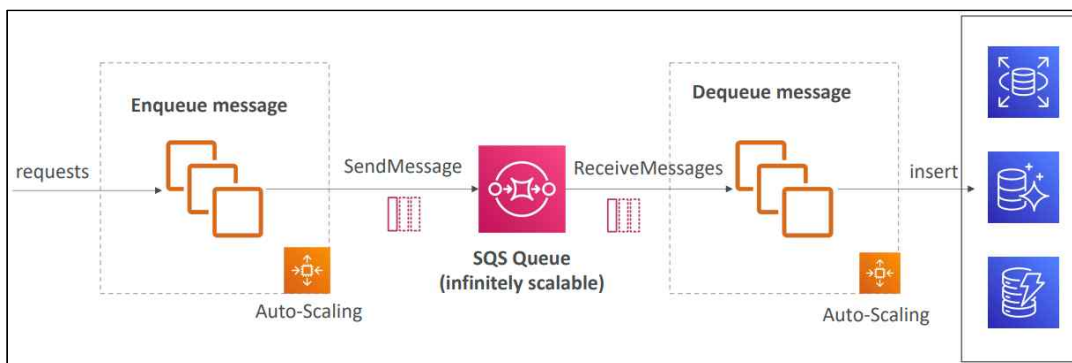 Enqueue message
Dequeue message
requests
SendMessage
ReceiveMessages
insert
SQS Queue
(infinitely scalable)
Auto-Scaling
Auto-Scaling